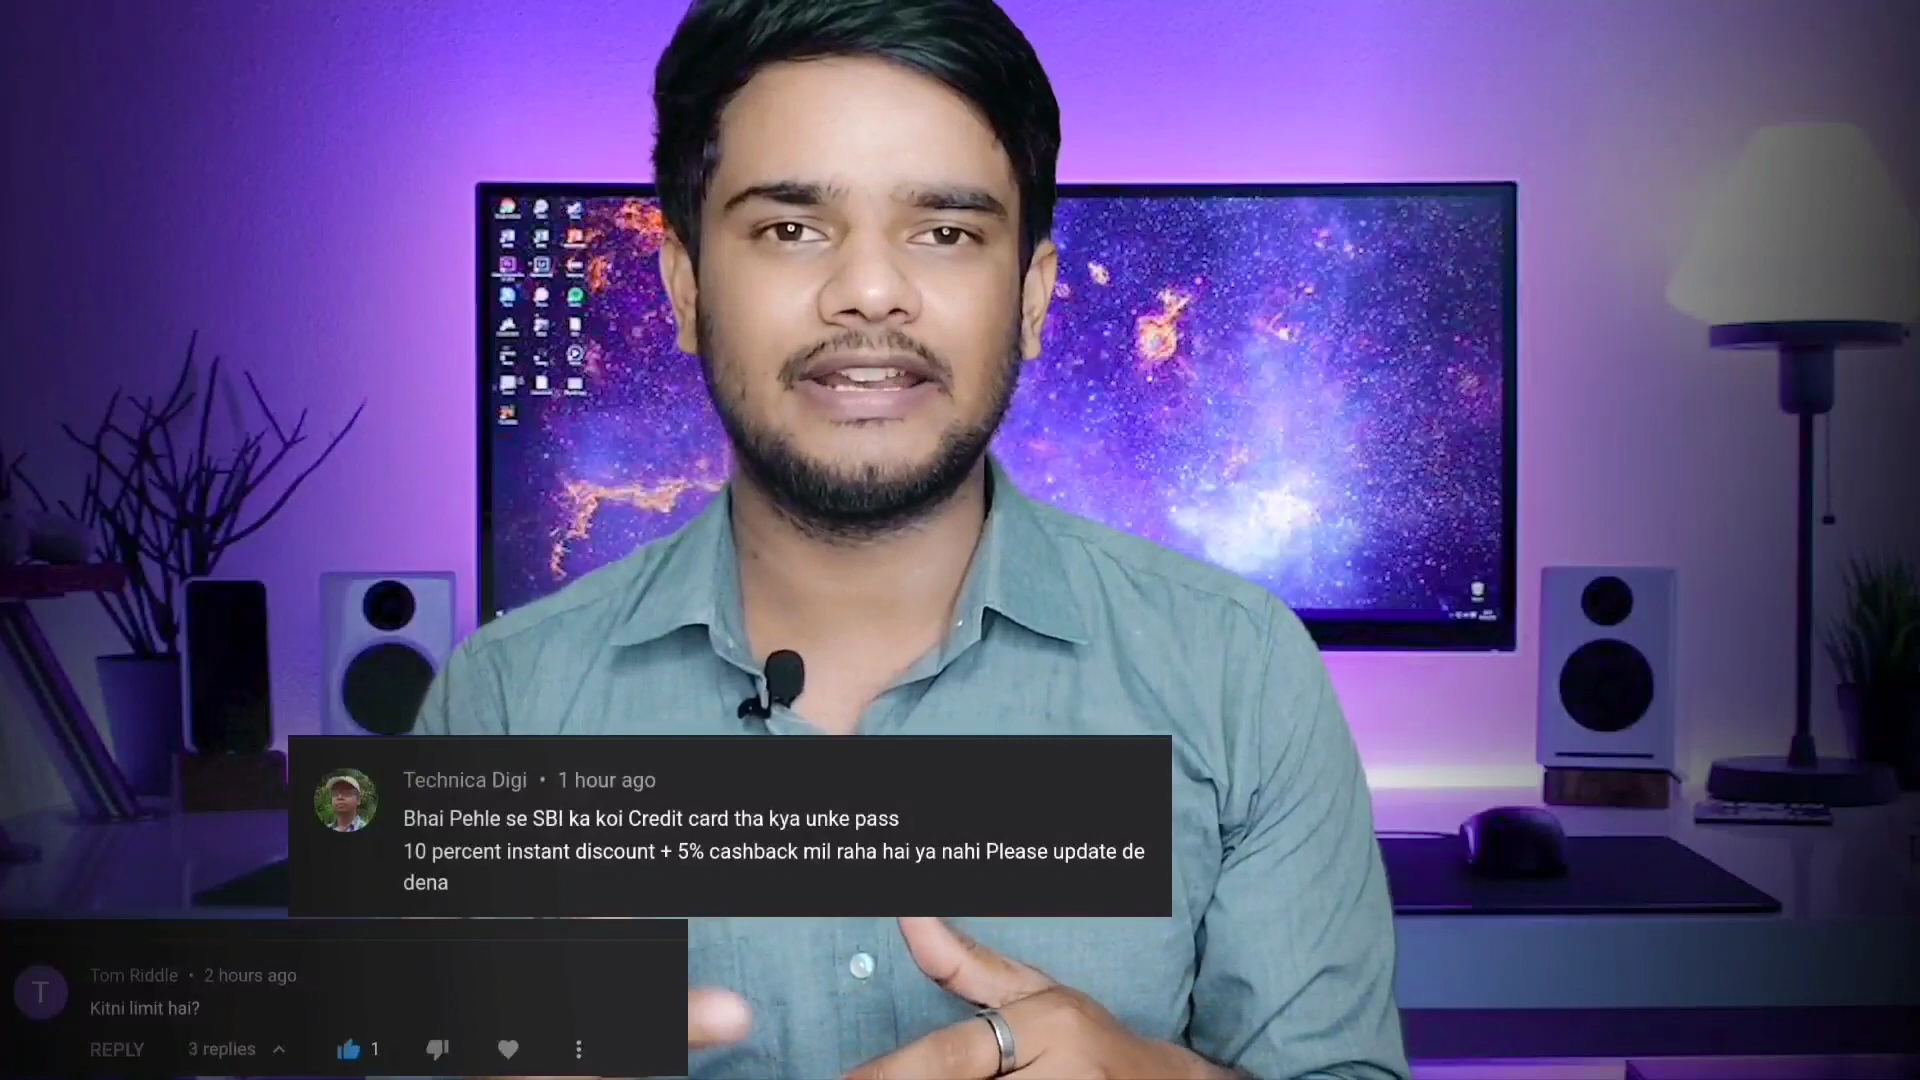 Technica Digi • 1 hour ago
Bhai Pehle se SBI ka koi Credit card tha kya unke pass
10 percent instant discount + 5% cashback mil raha hai ya nahi Please update de
dena
T
Tom Riddle • 2 hours ago
Kitni limit hai?
REPLY 3 replies 1